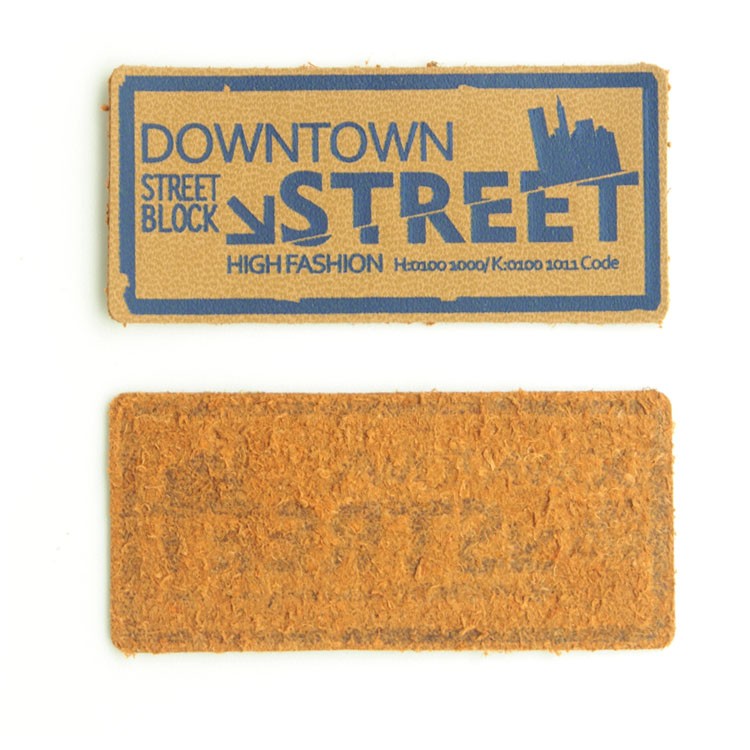 DOWNTOWN
STREET
BLOCK
STREET
HIGH FASHION H:0100 1000/ K:0100 1011 Code